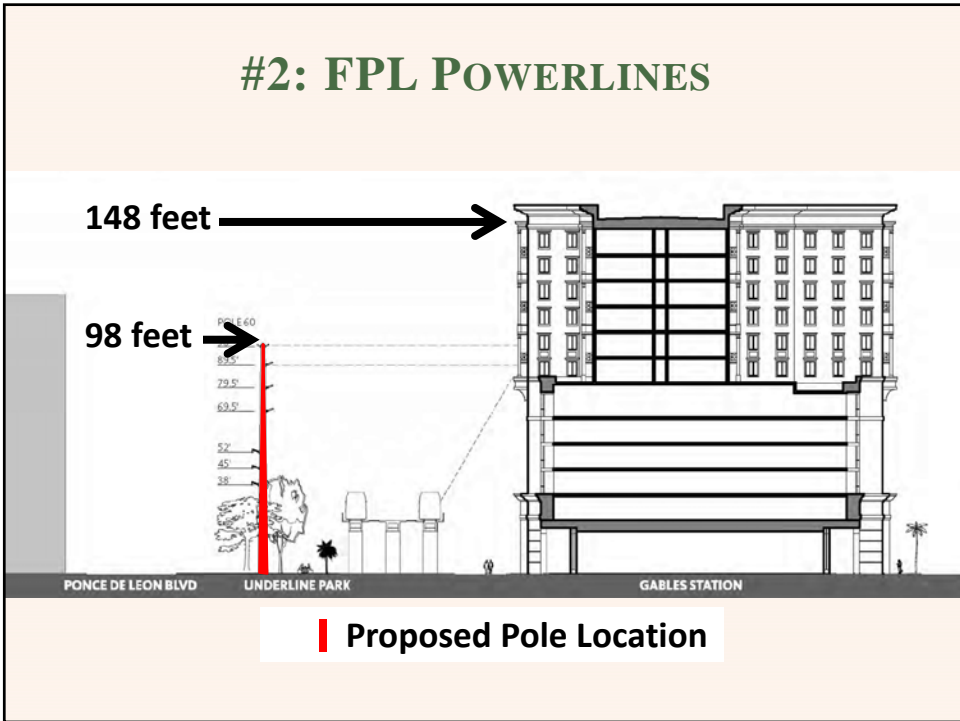 #2: FPL POWERLINES
148 feet
POLE 60
98 feet
89.5'
79.5'
69.5'
52'
45'
38'
PONCE DE LEON BLVD
UNDERLINE PARK
GABLES STATION
Proposed Pole Location